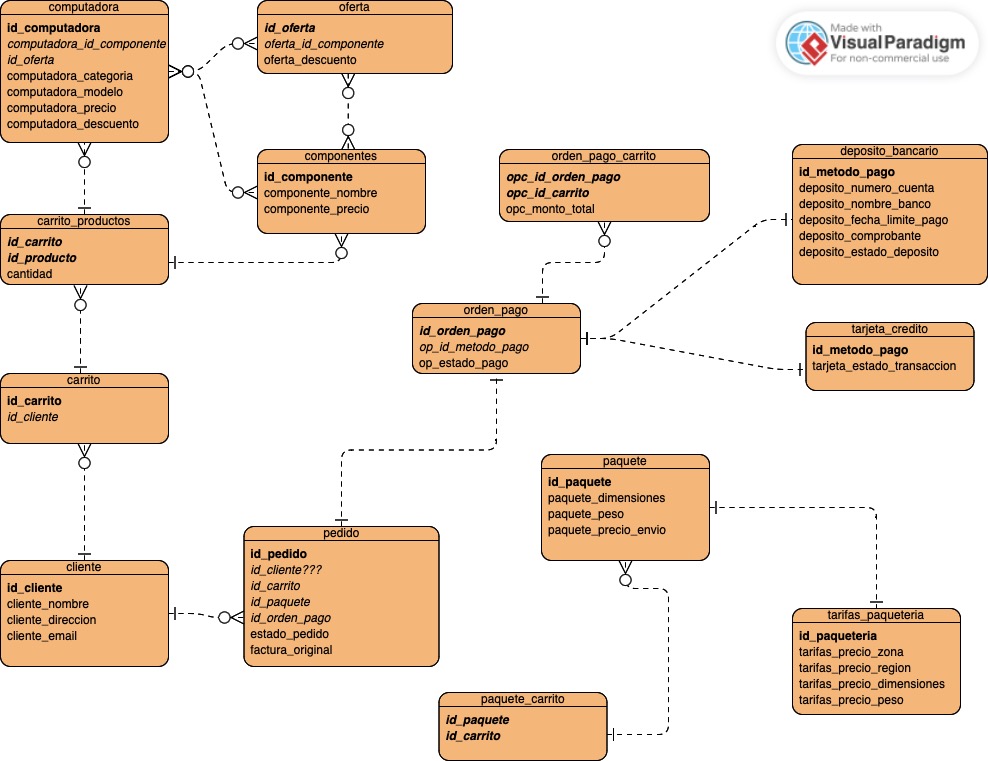 computadora
id_computadora
computadora_id_componente
id_oferta
computadora_categoria
computadora_modelo
computadora_precio
computadora_descuento
oferta
id_oferta
oferta_id_componente
oferta_descuento
Made with
VisualParadigm
For non-commercial use
componentes
id_componente
componente_nombre
componente_precio
orden_pago_carrito
opc_id_orden_pago
opc_id_carrito
opc_monto_total
deposito_bancario
id_metodo_pago
deposito_numero_cuenta
deposito_nombre_banco
deposito_fecha_limite_pago
deposito_comprobante
deposito_estado_deposito
carrito_productos
id_carrito
id_producto
cantidad
orden_pago
id_orden_pago
op_id_metodo_pago
op_estado_pago
tarjeta_credito
id_metodo_pago
tarjeta_estado_transaccion
carrito
id_carrito
id_cliente
paquete
id_paquete
paquete_dimensiones
paquete_peso
paquete_precio_envio
pedido
id_pedido
id_cliente???
id_carrito
id_paquete
id_orden_pago
estado_pedido
factura_original
cliente
id_cliente
cliente_nombre
cliente_direccion
cliente_email
tarifas_paqueteria
id_paqueteria
tarifas_precio_zona
tarifas_precio_region
tarifas_precio_dimensiones
tarifas_precio_peso
paquete_carrito
id_paquete
id_carrito